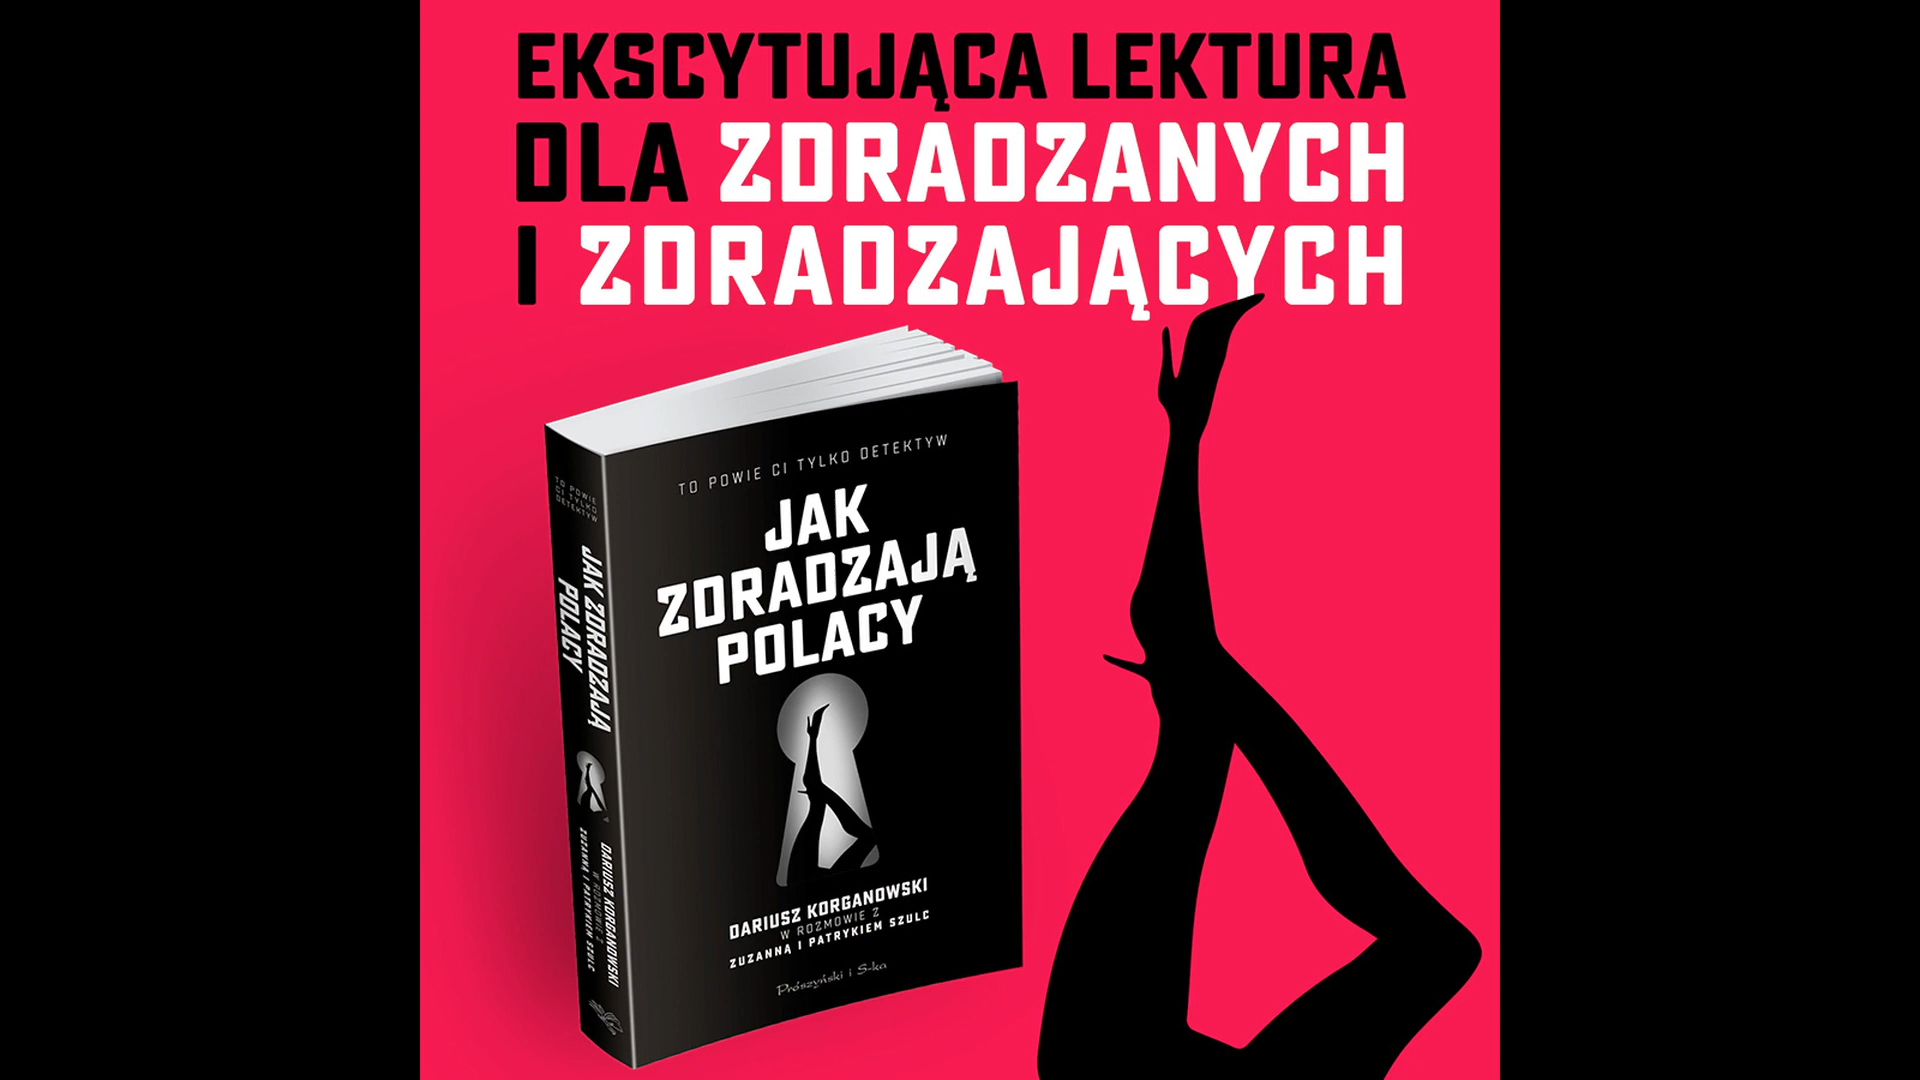 EKSCYTUJĄCA LEKTURA
DLA ZDRADZANYCH
I ZDRADZAJĄCYCH
TO POWIE CI TYLKO DETEKTYW
JAK
ZDRADZAJĄ
POLACY
DARIUSZ KORGANOWSKI
W ROZMOWIE Z
ZUZANNĄ I PATRYKIEM SZULC
Prószyński i S-ka
TO POWIE
CI TYLKO
DETEKTYW
JAK ZDRADZAJĄ
POLACY
DARIUSZ KORGANOWSKI
W ROZMOWIE Z
ZUZANNĄ I PATRYKIEM SZULC